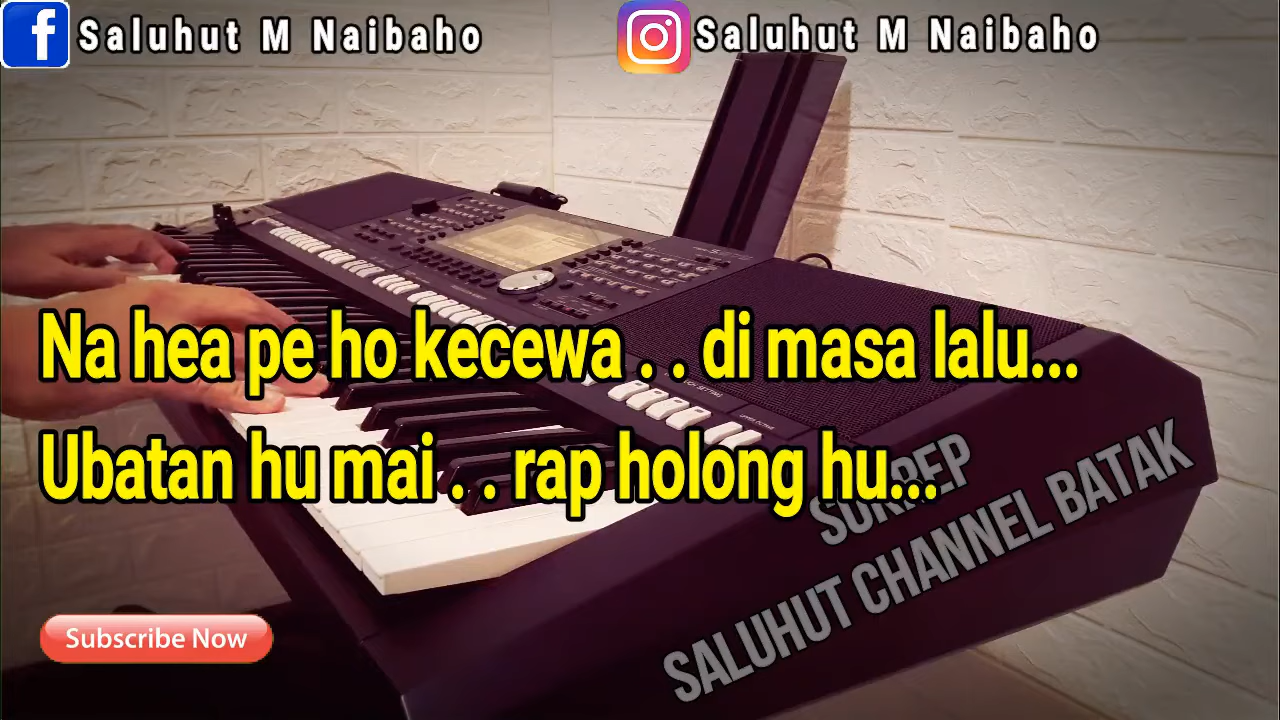 Saluhut M Naibaho
Saluhut M Naibaho
Na hea pe ho kecewa . . di masa lalu...
Ubatan hu mai . . rap holong hu...
SALUHUT CHANNEL BATAK
Subscribe Now